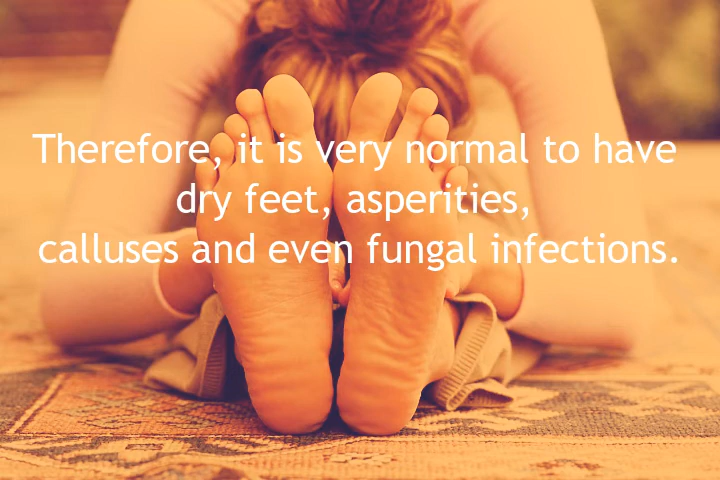 Therefore, it is very normal to have
dry feet, asperities,
calluses and even fungal infections.